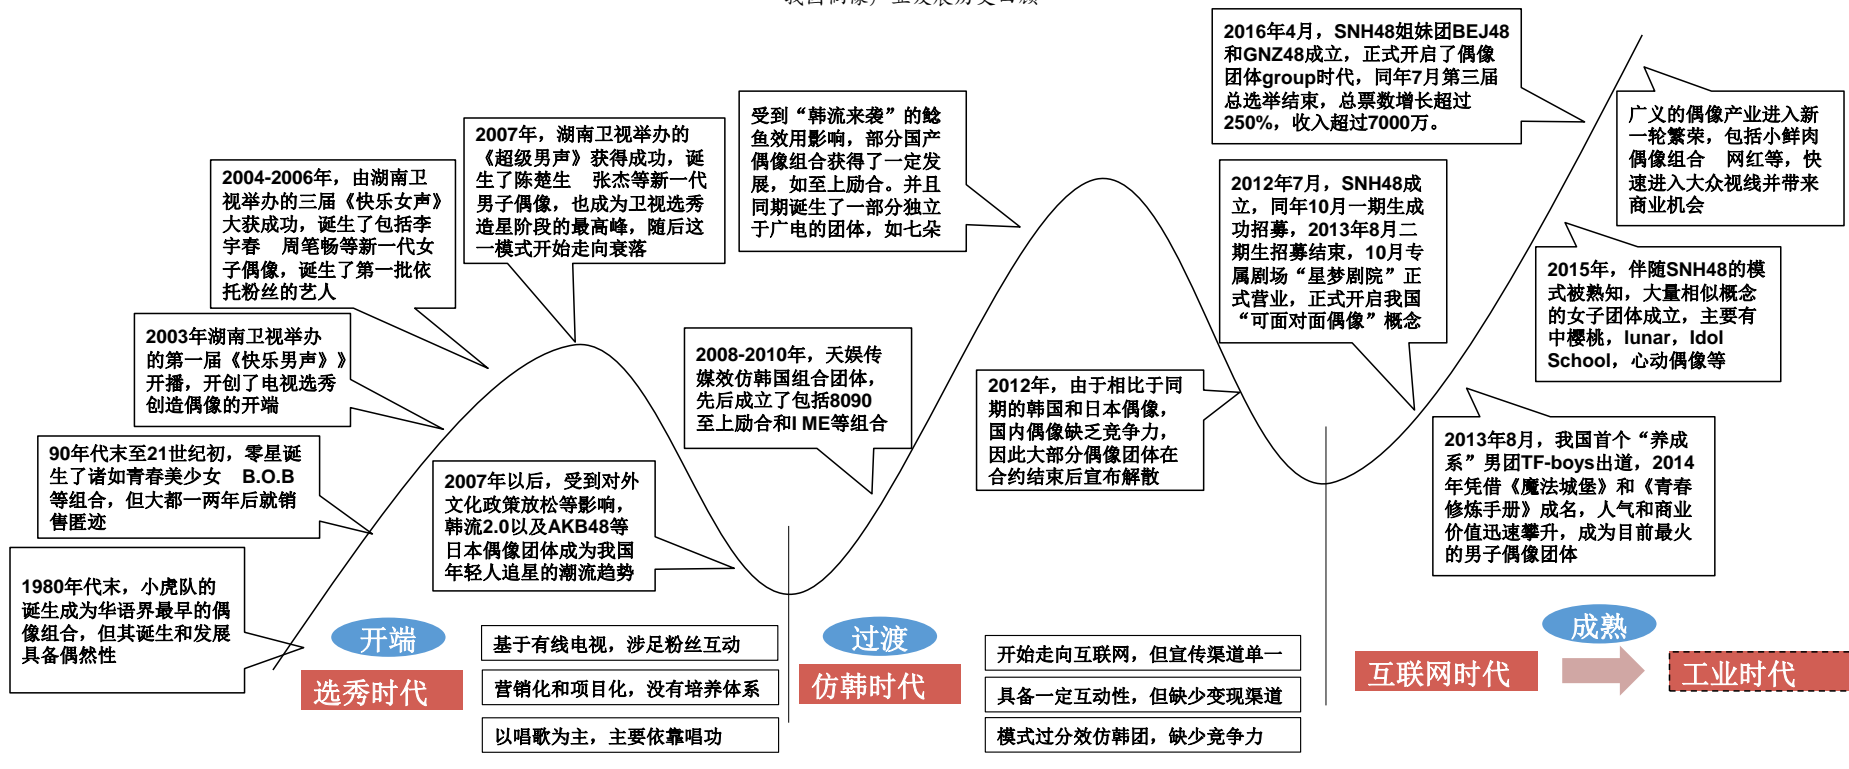 我国偶像产业发展历史回顾
1980年代末，小虎队的
诞生成为华语界最早的偶
像组合，但其诞生和发展
具备偶然性
90年代末至21世纪初，零星诞
生了诸如青春美少女 B.O.B
等组合，但大都一两年后就销
售匿迹
2003年湖南卫视举办
的第一届《快乐男声》》
开播，开创了电视选秀
创造偶像的开端
2004-2006年，由湖南卫
视举办的三届《快乐女声》
大获成功，诞生了包括李
宇春 周笔畅等新一代女
子偶像，诞生了第一批依
托粉丝的艺人
2007年，湖南卫视举办的
《超级男声》获得成功，诞
生了陈楚生 张杰等新一代
男子偶像，也成为卫视选秀
造星阶段的最高峰，随后这
一模式开始走向衰落
2007年以后，受到对外
文化政策放松等影响，
韩流2.0以及AKB48等
日本偶像团体成为我国
年轻人追星的潮流趋势
2008-2010年，天娱传
媒效仿韩国组合团体，
先后成立了包括8090
至上励合和I ME等组合
受到“韩流来袭”的鲶
鱼效用影响，部分国产
偶像组合获得了一定发
展，如至上励合。并且
同期诞生了一部分独立
于广电的团体，如七朵
2012年，由于相比于同
期的韩国和日本偶像，
国内偶像缺乏竞争力，
因此大部分偶像团体在
合约结束后宣布解散
2012年7月，SNH48成
立，同年10月一期生成
功招募，2013年8月二
期生招募结束，10月专
属剧场“星梦剧院”正
式营业，正式开启我国
“可面对面偶像”概念
2016年4月，SNH48姐妹团BEJ48
和GNZ48成立，正式开启了偶像
团体group时代，同年7月第三届
总选举结束，总票数增长超过
250%，收入超过7000万。
广义的偶像产业进入新
一轮繁荣，包括小鲜肉
偶像组合 网红等，快
速进入大众视线并带来
商业机会
2015年，伴随SNH48的模
式被熟知，大量相似概念
的女子团体成立，主要有
中樱桃，lunar，Idol
School，心动偶像等
2013年8月，我国首个“养成
系”男团TF-boys出道，2014
年凭借《魔法城堡》和《青春
修炼手册》成名，人气和商业
价值迅速攀升，成为目前最火
的男子偶像团体
开端
选秀时代
基于有线电视，涉足粉丝互动
营销化和项目化，没有培养体系
以唱歌为主，主要依靠唱功
过渡
仿韩时代
开始走向互联网，但宣传渠道单一
具备一定互动性，但缺少变现渠道
模式过分效仿韩团，缺少竞争力
成熟
互联网时代
工业时代